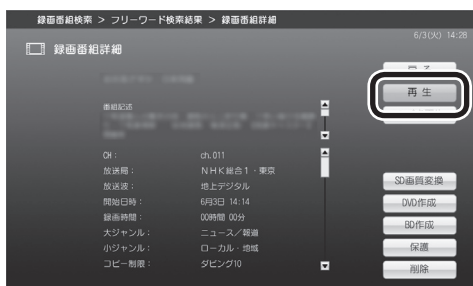 録画番組検索 > フリーワード検索結果 > 録画番組詳細
6/3(火) 14:28
録画番組詳細
戻る
再生
番組記述
CH: ch.011
放送局: NHK総合1・東京
放送波: 地上デジタル
開始日時: 6月3日 14:14
録画時間: 00時間 00分
大ジャンル: ニュース/報道
小ジャンル: ローカル・地域
コピー制限: ダビング10
SD画質変換
DVD作成
BD作成
保護
削除